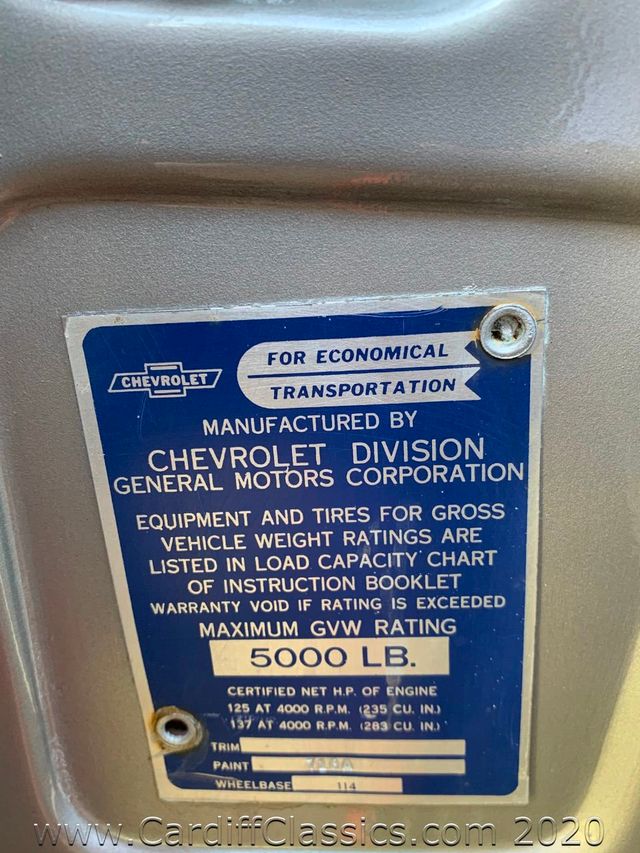 CHEVROLET
FOR ECONOMICAL
TRANSPORTATION
MANUFACTURED BY
CHEVROLET DIVISION
GENERAL MOTORS CORPORATION
EQUIPMENT AND TIRES FOR GROSS
VEHICLE WEIGHT RATINGS ARE
LISTED IN LOAD CAPACITY CHART
OF INSTRUCTION BOOKLET
WARRANTY VOID IF RATING IS EXCEEDED
MAXIMUM GVW RATING
5000 LB.
CERTIFIED NET H.P. OF ENGINE
125 AT 4000 R.P.M. (235 CU. IN.)
137 AT 4000 R.P.M. (283 CU. IN.)
TRIM
PAINT
WHEELBASE 114
© www.CardiffClassics.com 2020